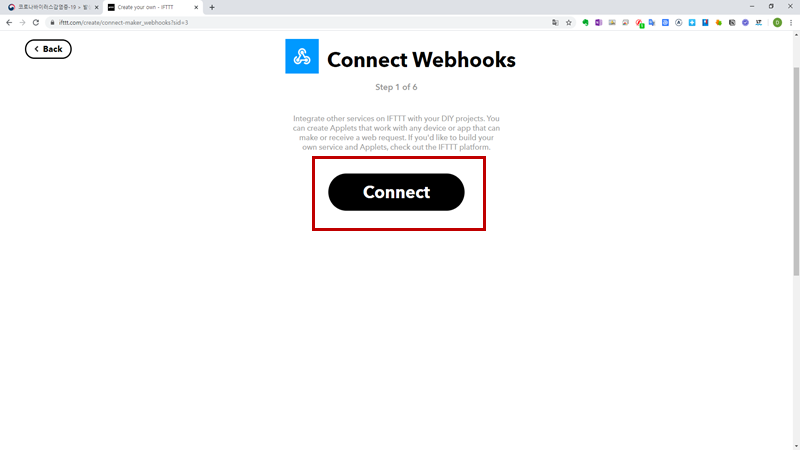 코로나바이러스감염증-19 >
Create your own - IFTTT
ifttt.com/create/connect-maker_webhooks?sid=3
Back
Connect Webhooks
Step 1 of 6
Integrate other services on IFTTT with your DIY projects. You
can create Applets that work with any device or app that can
make or receive a web request. If you'd like to build your
own service and Applets, check out the IFTTT platform.
Connect